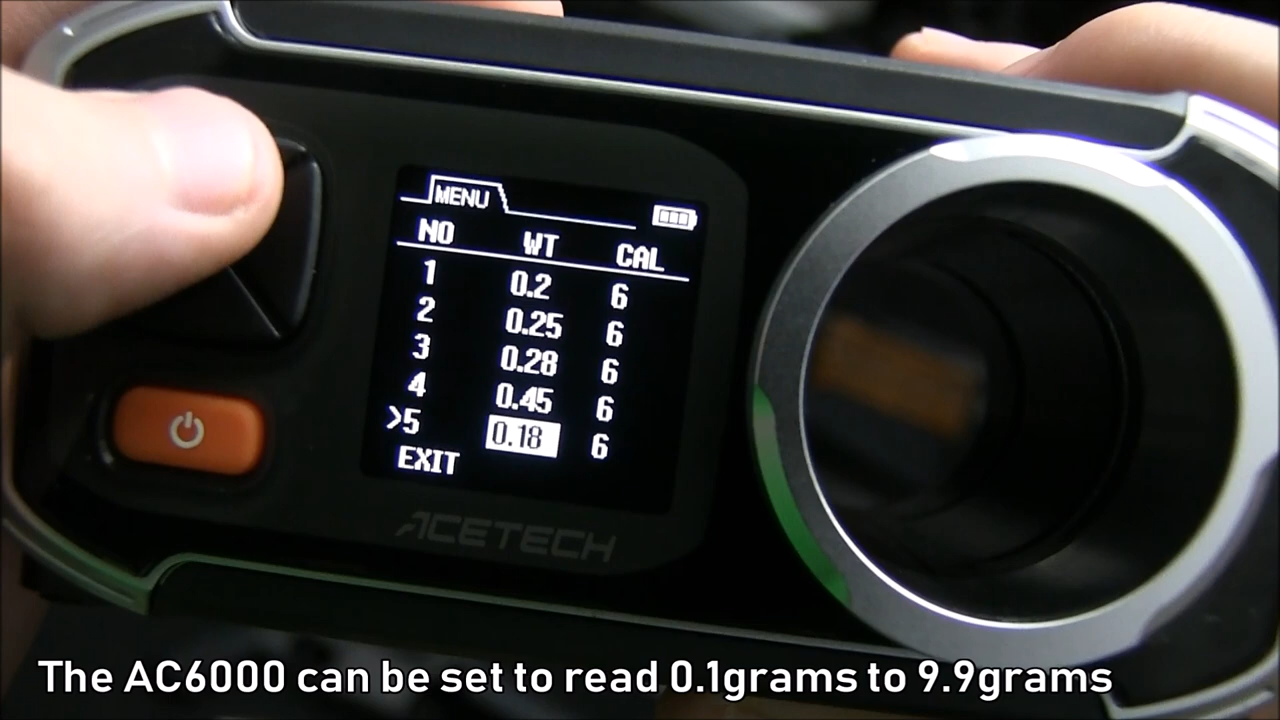 MENU
NO WT CAL
1 0.2 6
2 0.25 6
3 0.28 6
4 0.45 6
>5 0.18 6
EXIT
ACETECH
The AC6000 can be set to read 0.1grams to 9.9grams